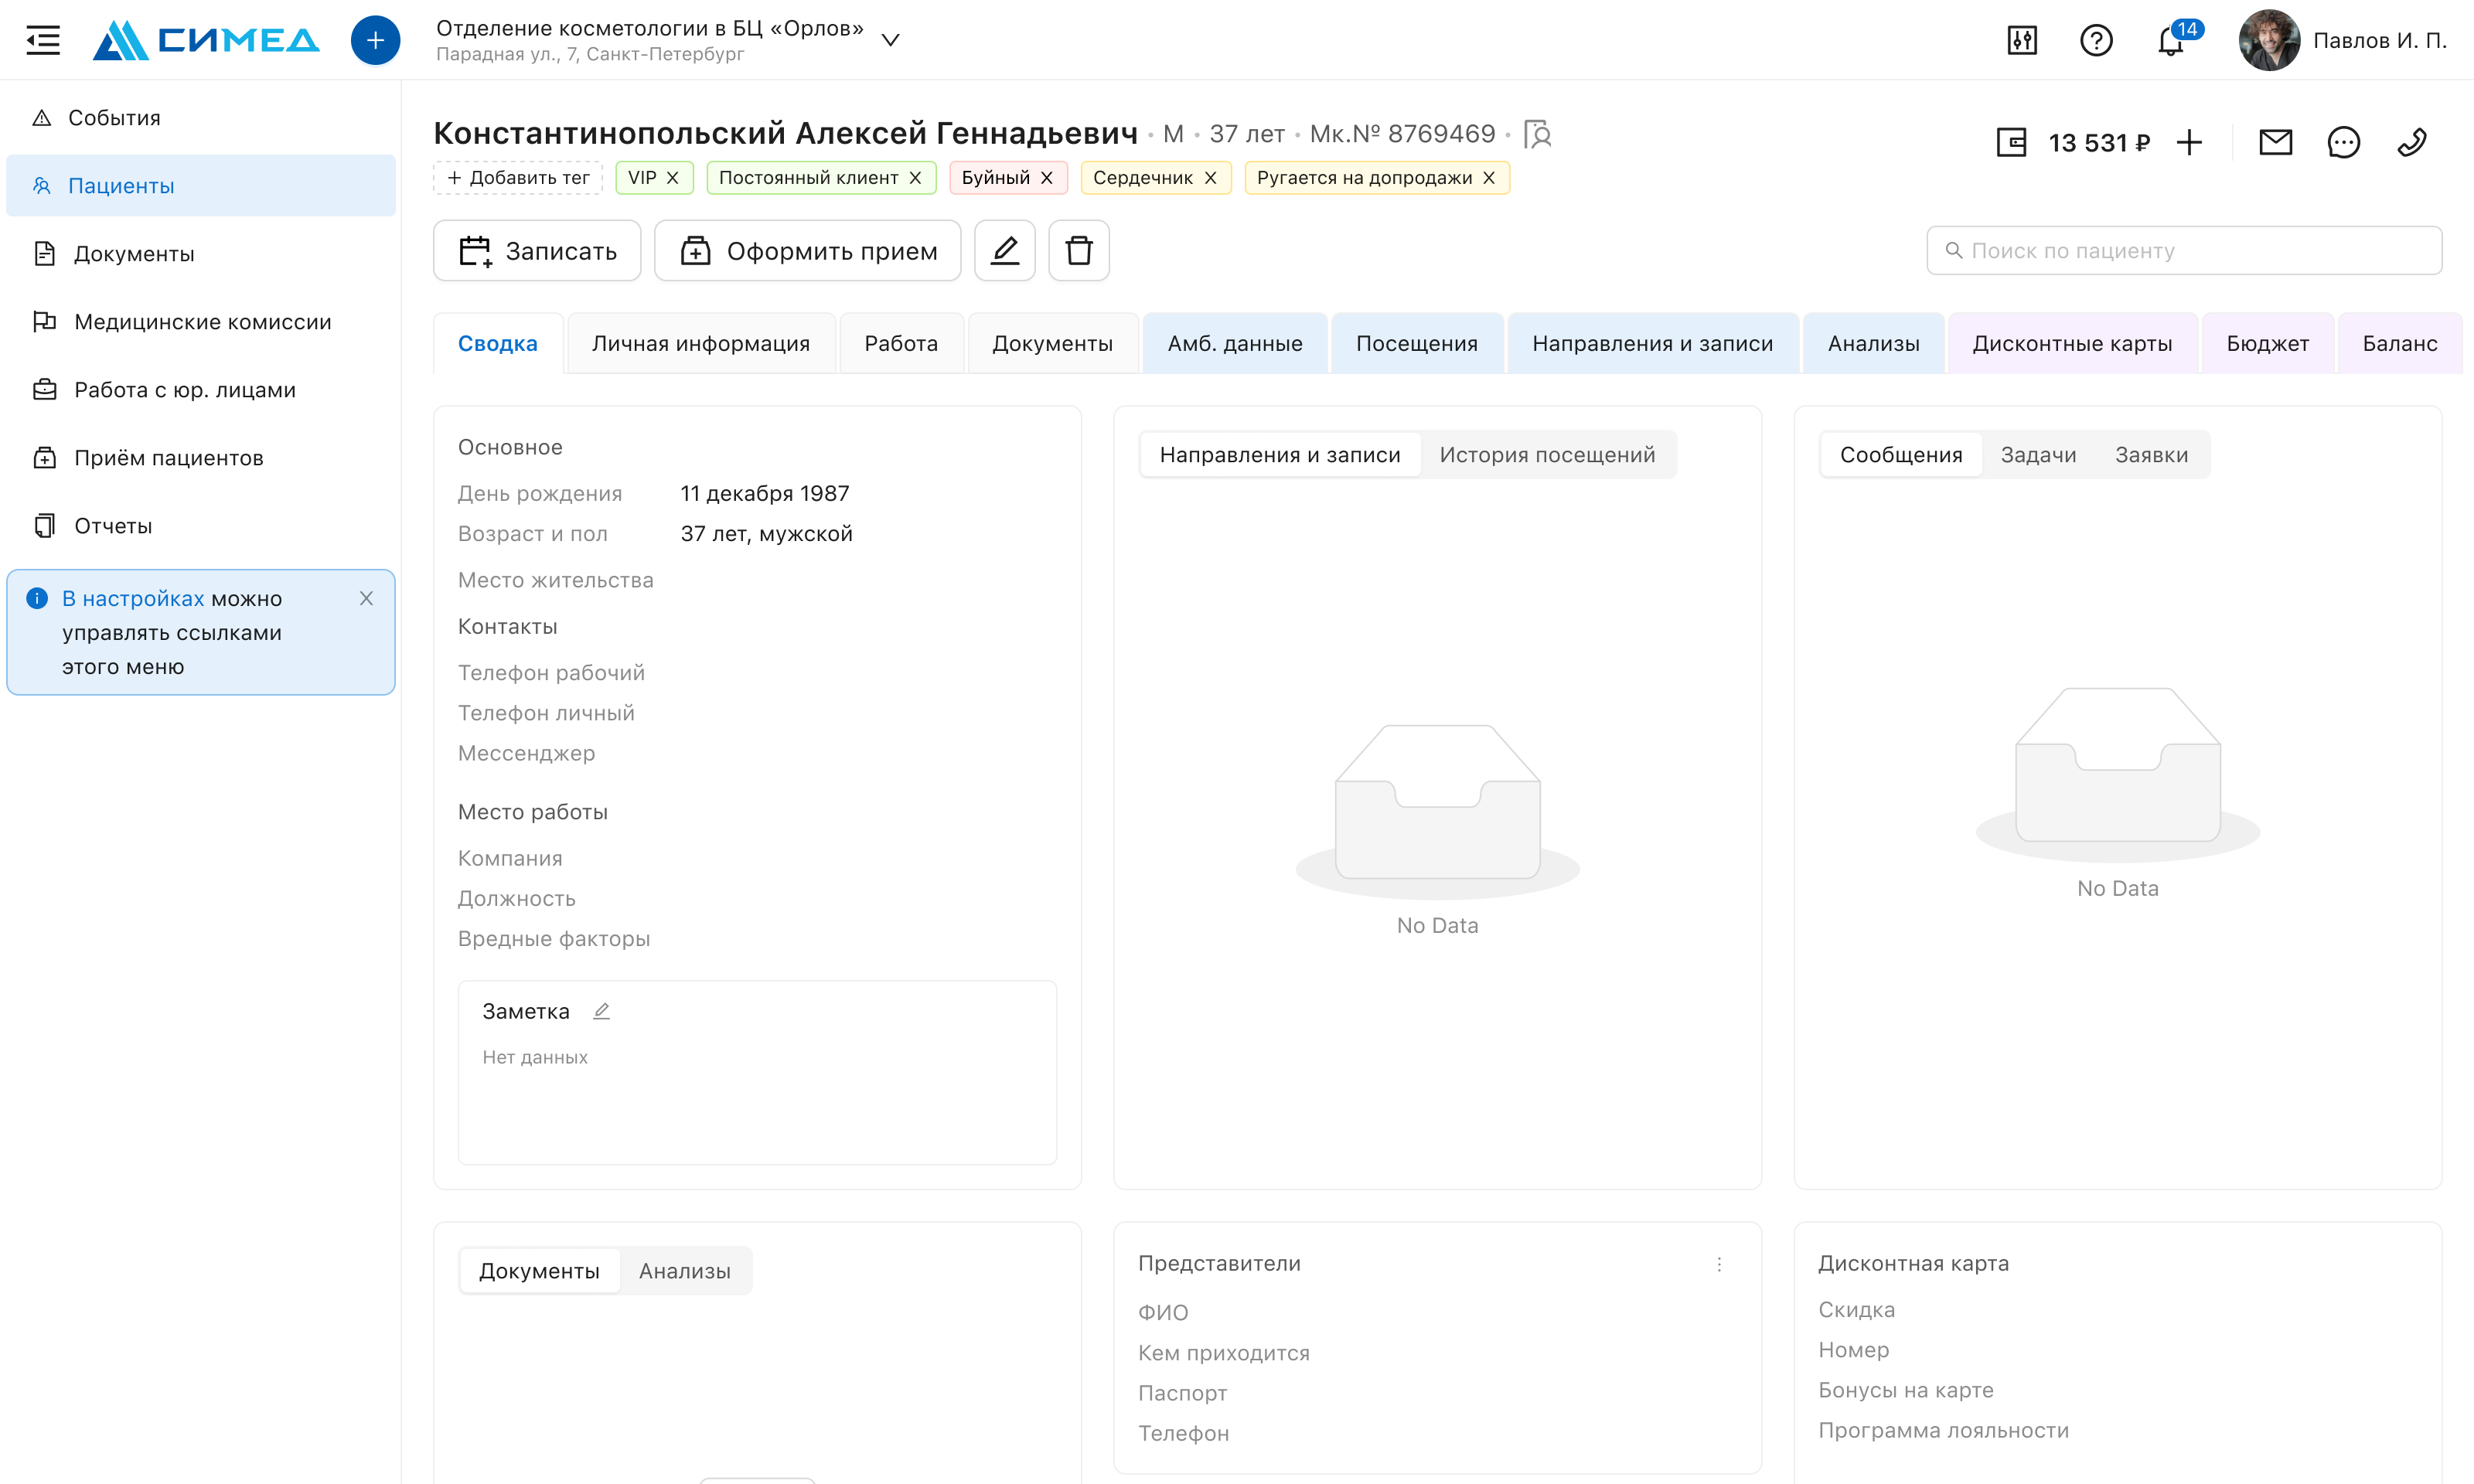 СИМЕД
Отделение косметологии в БЦ «Орлов»
Парадная ул., 7, Санкт-Петербург
14
Павлов И. П.
События
Пациенты
Документы
Медицинские комиссии
Работа с юр. лицами
Приём пациентов
Отчеты
В настройках можно
управлять ссылками
этого меню
Константинопольский Алексей Геннадьевич • М • 37 лет • Мк.№ 8769469 •
13 531 ₽
Добавить тег
VIP
Постоянный клиент
Буйный
Сердечник
Ругается на допродажи
Записать
Оформить прием
Поиск по пациенту
Сводка
Личная информация
Работа
Документы
Амб. данные
Посещения
Направления и записи
Анализы
Дисконтные карты
Бюджет
Баланс
Основное
День рождения 11 декабря 1987
Возраст и пол 37 лет, мужской
Место жительства
Контакты
Телефон рабочий
Телефон личный
Мессенджер
Место работы
Компания
Должность
Вредные факторы
Заметка
Нет данных
Направления и записи История посещений
No Data
Сообщения Задачи Заявки
No Data
Документы Анализы
Представители
ФИО
Кем приходится
Паспорт
Телефон
Дисконтная карта
Скидка
Номер
Бонусы на карте
Программа лояльности